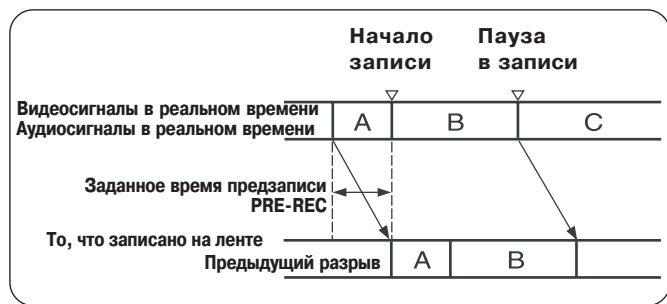 Начало записи
Пауза в записи
Видеосигналы в реальном времени
Аудиосигналы в реальном времени
A B C
Заданное время предзаписи
PRE-REC
То, что записано на ленте
Предыдущий разрыв A B